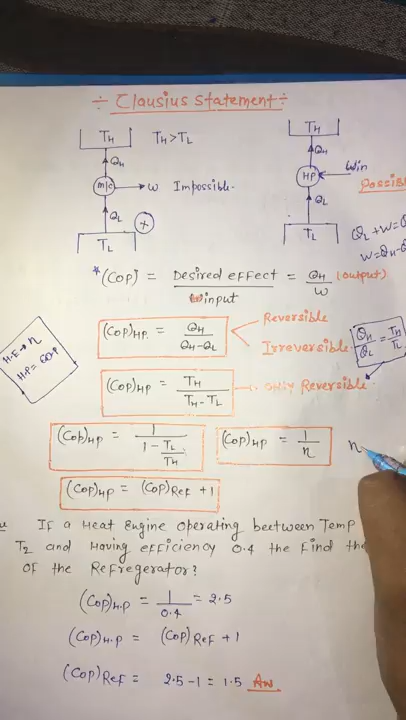 ÷ Clausius Statement ÷
TH TH > TL TH
QH QH
m/c → W Impossible. HP Win
Possible
QL QL
TL TL
QL + W = Q
W = QH - Q
*(COP) = Desired effect / input = QH / W (output)
(COP)HP = QH / QH - QL
Reversible
Irreversible
QH / QL = TH / TL
H.E → η
H.P = COP
(COP)HP = TH / TH - TL only Reversible
(COP)HP = 1 / 1 - TL / TH
(COP)HP = 1 / η
(COP)HP = (COP)Ref + 1
If a Heat Engine operating beetween Temp
T2 and Having efficiency 0.4 the find the
of the Refregerator?
(COP)H.P = 1 / 0.4 = 2.5
(COP)H.P = (COP)Ref + 1
(COP)Ref = 2.5 - 1 = 1.5 An